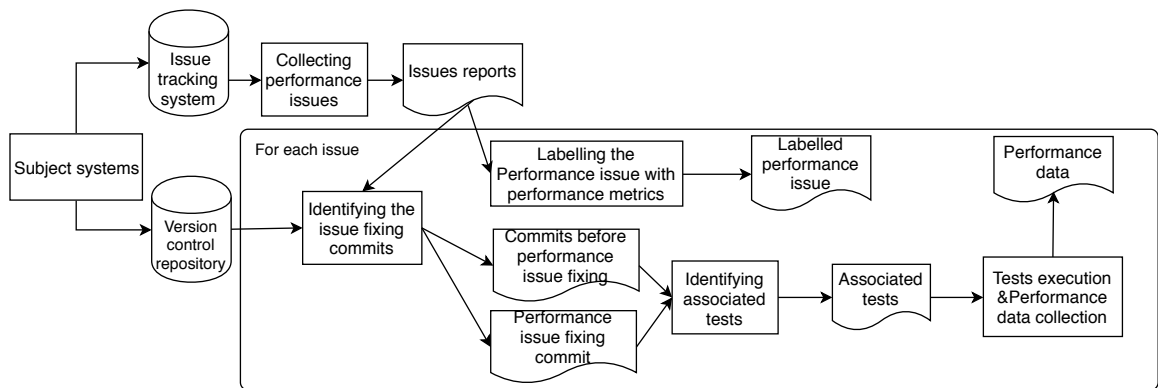 Issue
tracking
system
Collecting
performance
issues
Issues reports
Subject systems
For each issue
Labelling the
Performance issue with
performance metrics
Labelled
performance
issue
Performance
data
Version
control
repository
Identifying the
issue fixing
commits
Commits before
performance
issue fixing
Performance
issue fixing
commit
Identifying
associated
tests
Associated
tests
Tests execution
&Performance
data collection